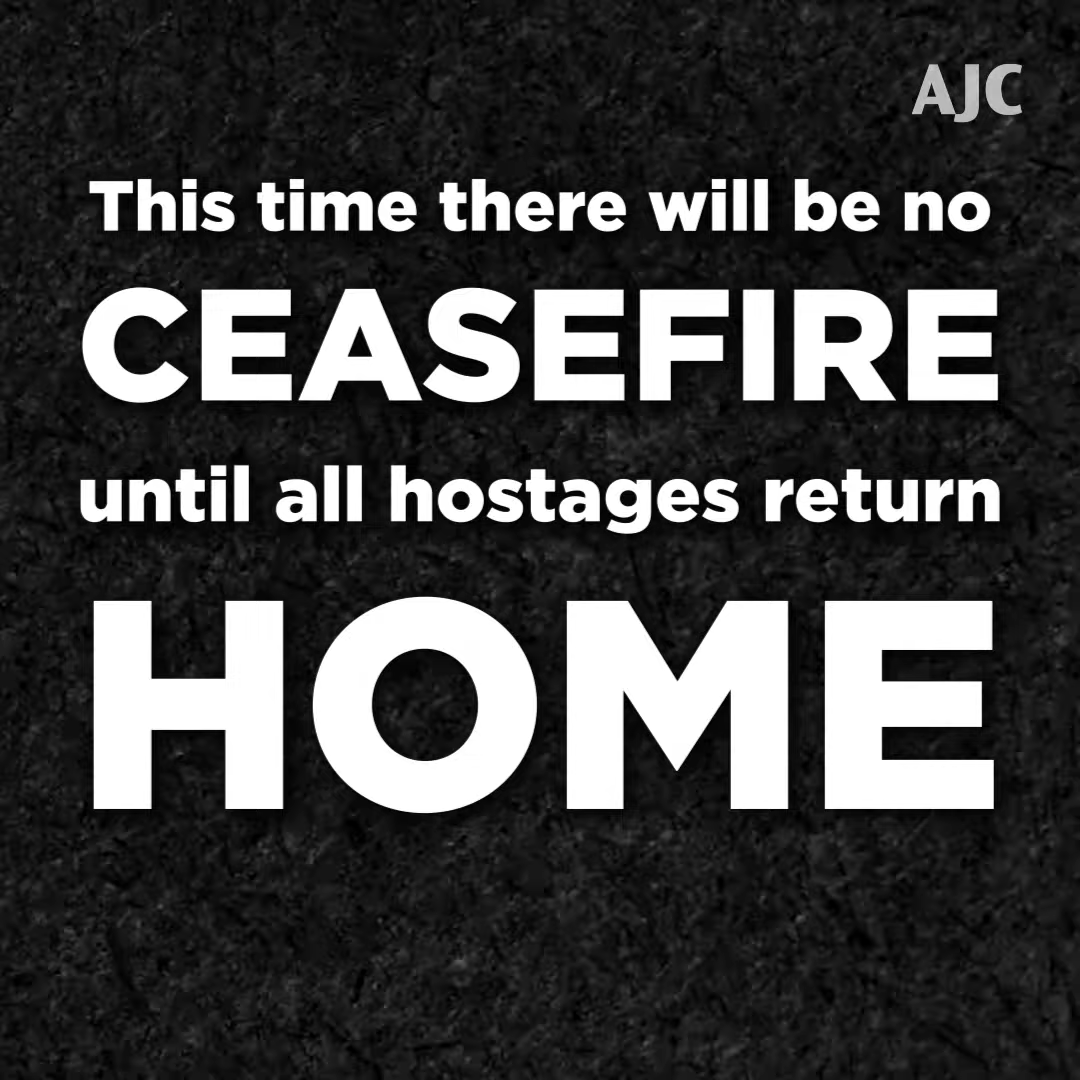 AJC
This time there will be no
CEASEFIRE
until all hostages return
HOME